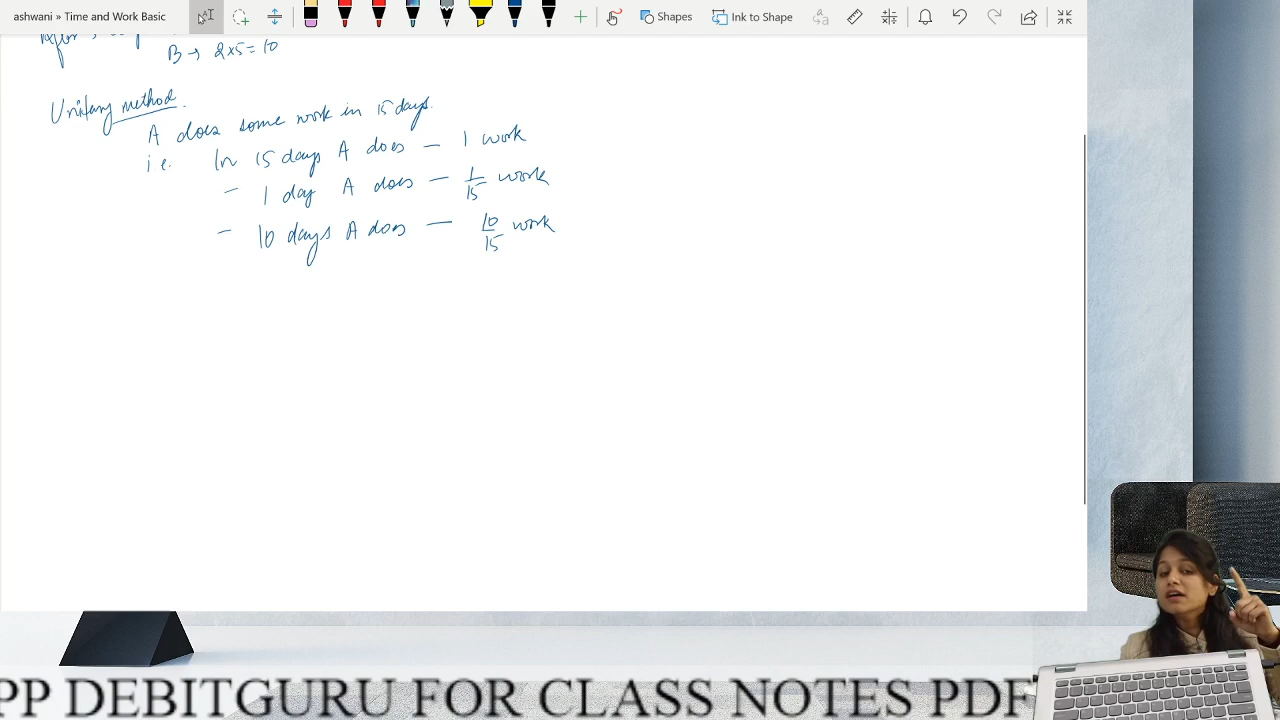 ashwani » Time and Work Basic
Shapes
Ink to Shape
After
B → 2×5=10
Unitary method.
A does some work in 15 days.
i.e. In 15 days A does — 1 work
– 1 day A does — 1/15 work
– 10 days A does — 10/15 work
PP DEBITGURU FOR CLASS NOTES PDF